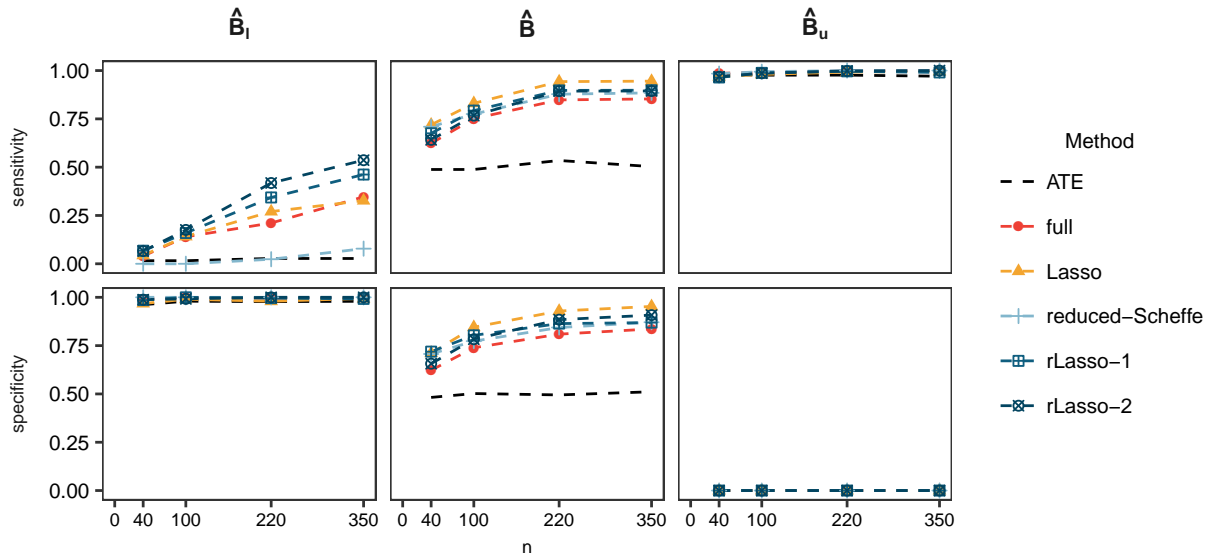 B̂l B̂ B̂u
sensitivity
1.00
0.75
0.50
0.25
0.00
specificity
1.00
0.75
0.50
0.25
0.00
0 40 100 220 350
0 40 100 220 350
0 40 100 220 350
n
Method
ATE
full
Lasso
reduced−Scheffe
rLasso−1
rLasso−2